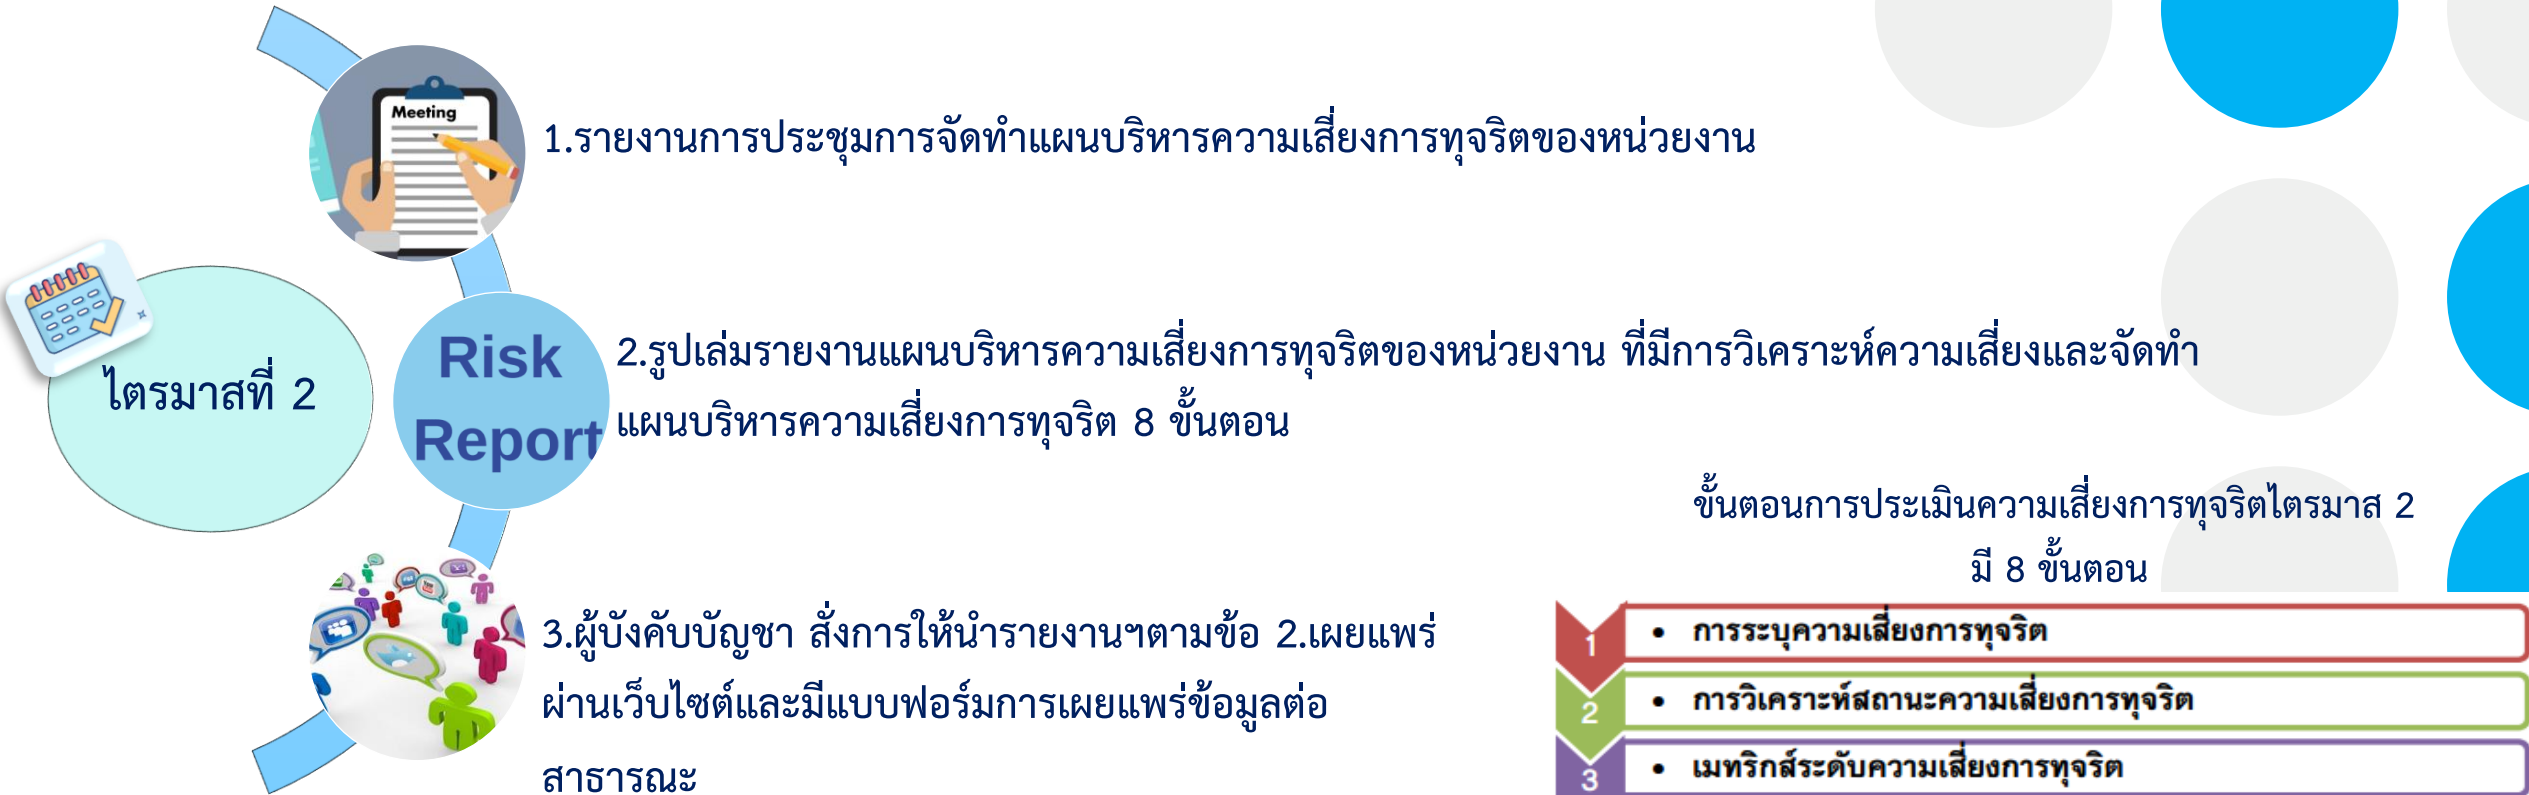 Meeting
1.รายงานการประชุมการจัดทำแผนบริหารความเสี่ยงการทุจริตของหน่วยงาน
ไตรมาสที่ 2
Risk
Report
2.รูปเล่มรายงานแผนบริหารความเสี่ยงการทุจริตของหน่วยงาน ที่มีการวิเคราะห์ความเสี่ยงและจัดทำ
แผนบริหารความเสี่ยงการทุจริต 8 ขั้นตอน
3.ผู้บังคับบัญชา สั่งการให้นำรายงานฯตามข้อ 2.เผยแพร่
ผ่านเว็บไซต์และมีแบบฟอร์มการเผยแพร่ข้อมูลต่อ
สาธารณะ
ขั้นตอนการประเมินความเสี่ยงการทุจริตไตรมาส 2
มี 8 ขั้นตอน
1 • การระบุความเสี่ยงการทุจริต
2 • การวิเคราะห์สถานะความเสี่ยงการทุจริต
3 • เมทริกส์ระดับความเสี่ยงการทุจริต